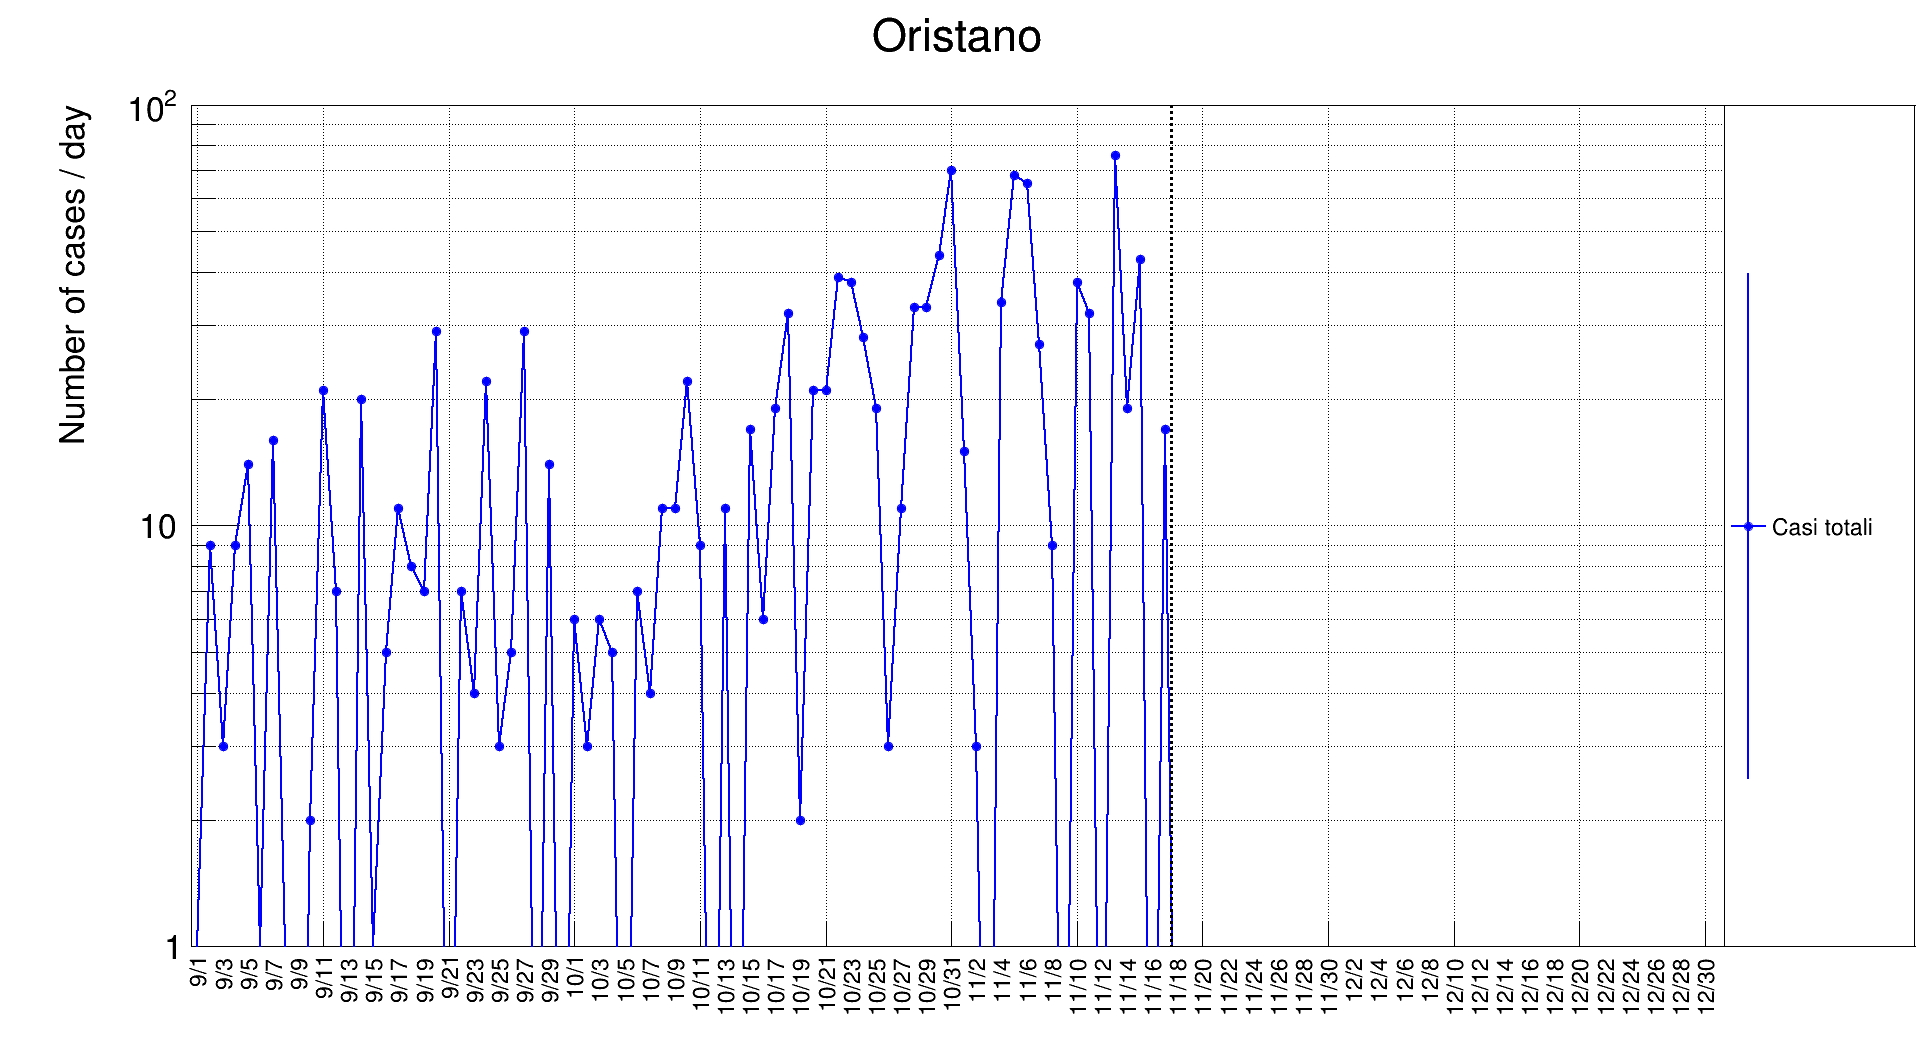 Oristano
Number of cases / day
10²
10
1
9/1 9/3 9/5 9/7 9/9 9/11 9/13 9/15 9/17 9/19 9/21 9/23 9/25 9/27 9/29 10/1 10/3 10/5 10/7 10/9 10/11 10/13 10/15 10/17 10/19 10/21 10/23 10/25 10/27 10/29 10/31 11/2 11/4 11/6 11/8 11/10 11/12 11/14 11/16 11/18 11/20 11/22 11/24 11/26 11/28 11/30 12/2 12/4 12/6 12/8 12/10 12/12 12/14 12/16 12/18 12/20 12/22 12/24 12/26 12/28 12/30
Casi totali